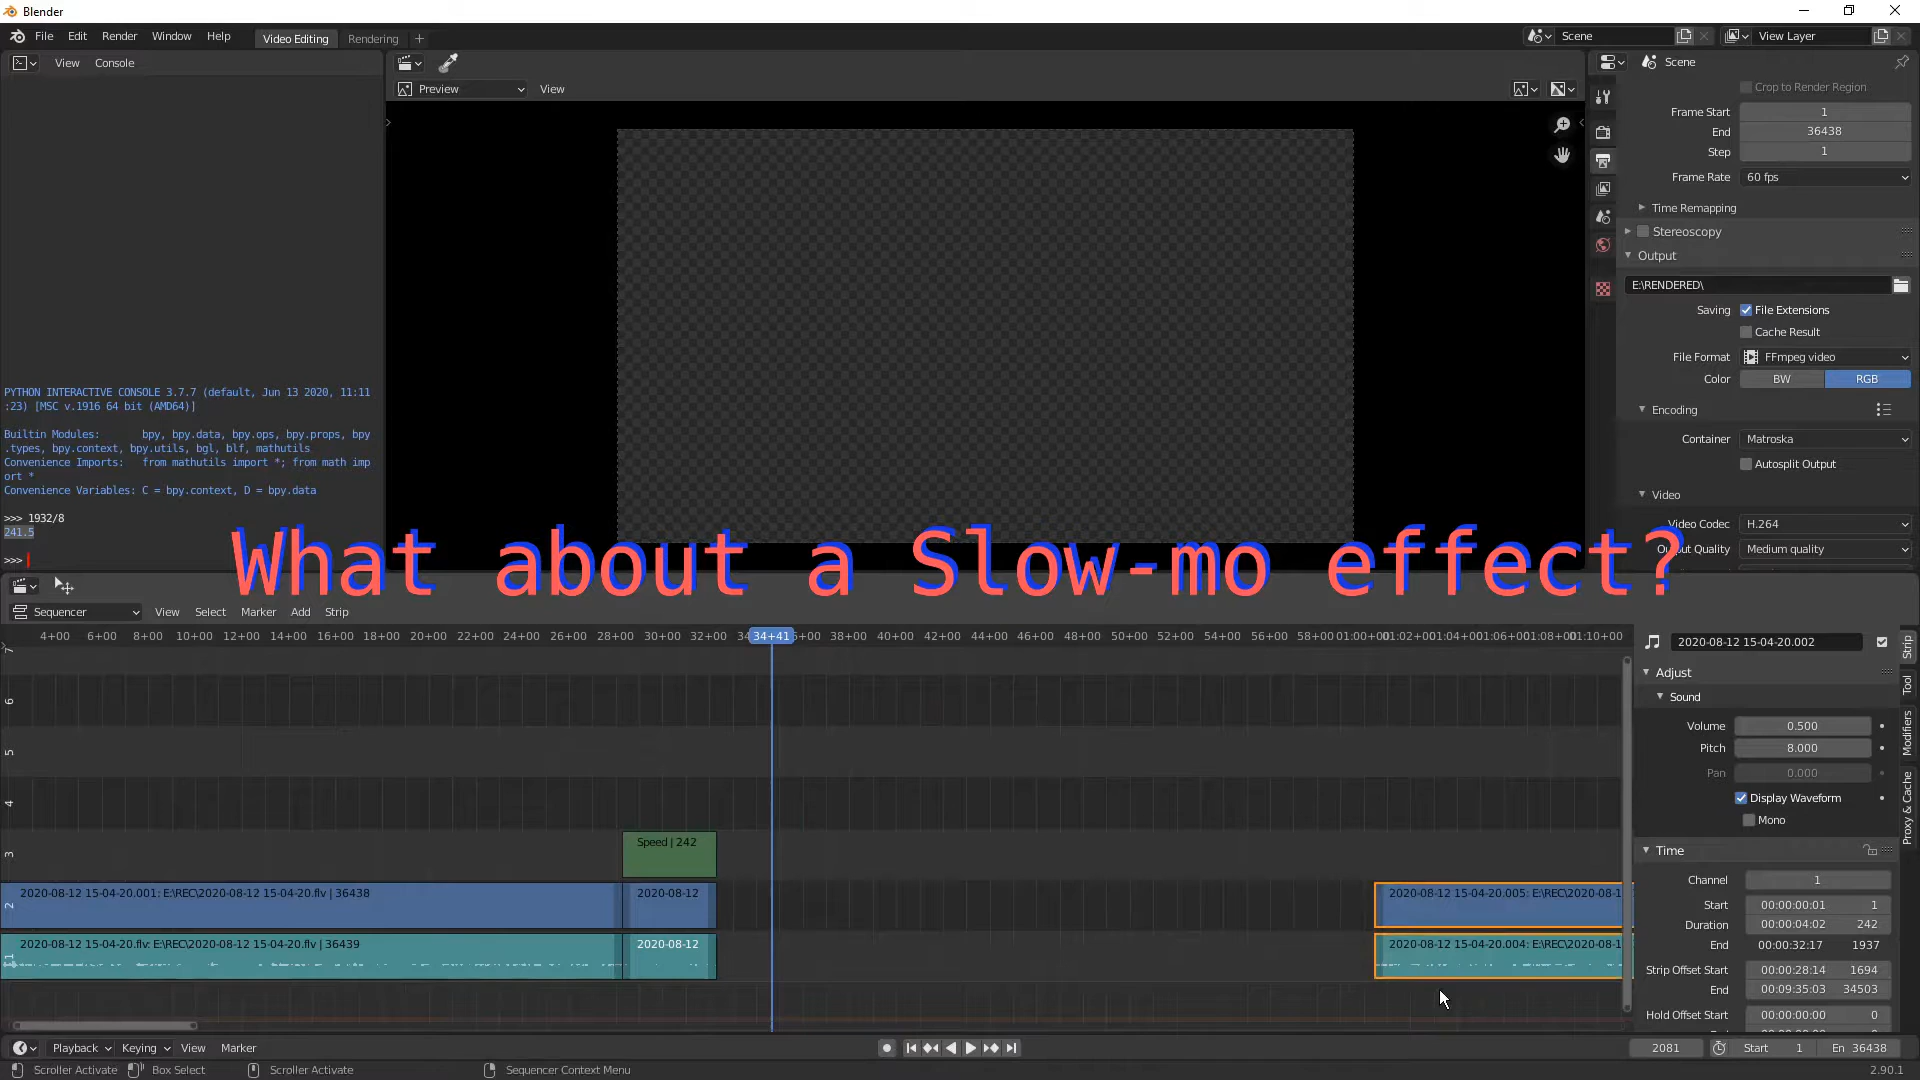 Blender
File Edit Render Window Help Video Editing Rendering + Scene View Layer
View Console
Preview View
Scene
Crop to Render Region
Frame Start 1
End 36438
Step 1
Frame Rate 60 fps
Time Remapping
Stereoscopy
Output
E:\RENDERED\
Saving File Extensions
Cache Result
File Format FFmpeg video
Color BW RGB
Encoding
Container Matroska
Autosplit Output
Video
Video Codec H.264
Output Quality Medium quality
PYTHON INTERACTIVE CONSOLE 3.7.7 (default, Jun 13 2020, 11:11
:23) [MSC v.1916 64 bit (AMD64)]
Builtin Modules: bpy, bpy.data, bpy.ops, bpy.props, bpy
.types, bpy.context, bpy.utils, bgl, blf, mathutils
Convenience Imports: from mathutils import *; from math imp
ort *
Convenience Variables: C = bpy.context, D = bpy.data
>>> 1932/8
241.5
>>>
What about a Slow-mo effect?
Sequencer View Select Marker Add Strip
4+00 6+00 8+00 10+00 12+00 14+00 16+00 18+00 20+00 22+00 24+00 26+00 28+00 30+00 32+00 34+41 38+00 40+00 42+00 44+00 46+00 48+00 50+00 52+00 54+00 56+00 58+00 01:00+00 01:02+00 01:04+00 01:06+00 01:08+00 01:10+00
7
6
5
4
3
2
1
Speed | 242
2020-08-12 15-04-20.001: E:\REC\2020-08-12 15-04-20.flv | 36438 2020-08-12 2020-08-12 15-04-20.005: E:\REC\2020-08-1
2020-08-12 15-04-20.flv: E:\REC\2020-08-12 15-04-20.flv | 36439 2020-08-12 2020-08-12 15-04-20.004: E:\REC\2020-08-1
2020-08-12 15-04-20.002
Adjust
Sound
Volume 0.500
Pitch 8.000
Pan 0.000
Display Waveform
Mono
Time
Channel 1
Start 00:00:00:01 1
Duration 00:00:04:02 242
End 00:00:32:17 1937
Strip Offset Start 00:00:28:14 1694
End 00:09:35:03 34503
Hold Offset Start 00:00:00:00 0
Strip
Tool
Modifiers
Proxy & Cache
Playback Keying View Marker 2081 Start 1 En 36438
Scroller Activate Box Select Scroller Activate Sequencer Context Menu 2.90.1